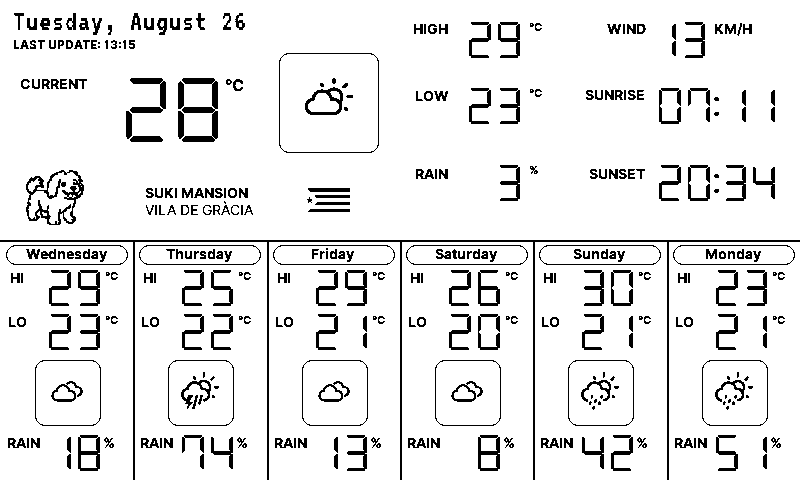 Tuesday, August 26
LAST UPDATE: 13:15
CURRENT 28 °C
HIGH 29 °C
LOW 23 °C
RAIN 3 %
WIND 13 KM/H
SUNRISE 07:11
SUNSET 20:34
SUKI MANSION
VILA DE GRÀCIA
Wednesday
HI 29 °C
LO 23 °C
RAIN 18 %
Thursday
HI 25 °C
LO 22 °C
RAIN 74 %
Friday
HI 29 °C
LO 21 °C
RAIN 13 %
Saturday
HI 26 °C
LO 20 °C
RAIN 8 %
Sunday
HI 30 °C
LO 21 °C
RAIN 42 %
Monday
HI 23 °C
LO 21 °C
RAIN 51 %